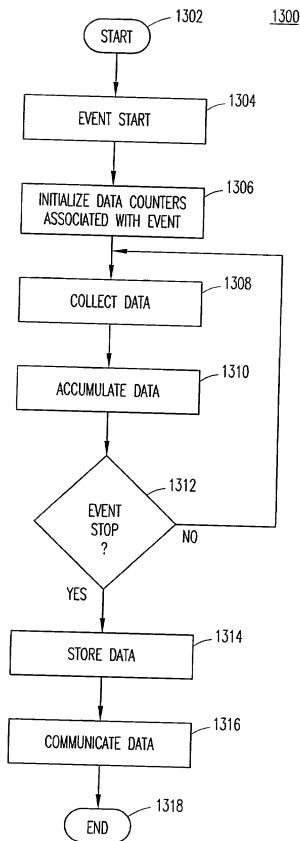 1302
1300
START
1304
EVENT START
1306
INITIALIZE DATA COUNTERS
ASSOCIATED WITH EVENT
1308
COLLECT DATA
1310
ACCUMULATE DATA
1312
EVENT
STOP
?
NO
YES
1314
STORE DATA
1316
COMMUNICATE DATA
1318
END